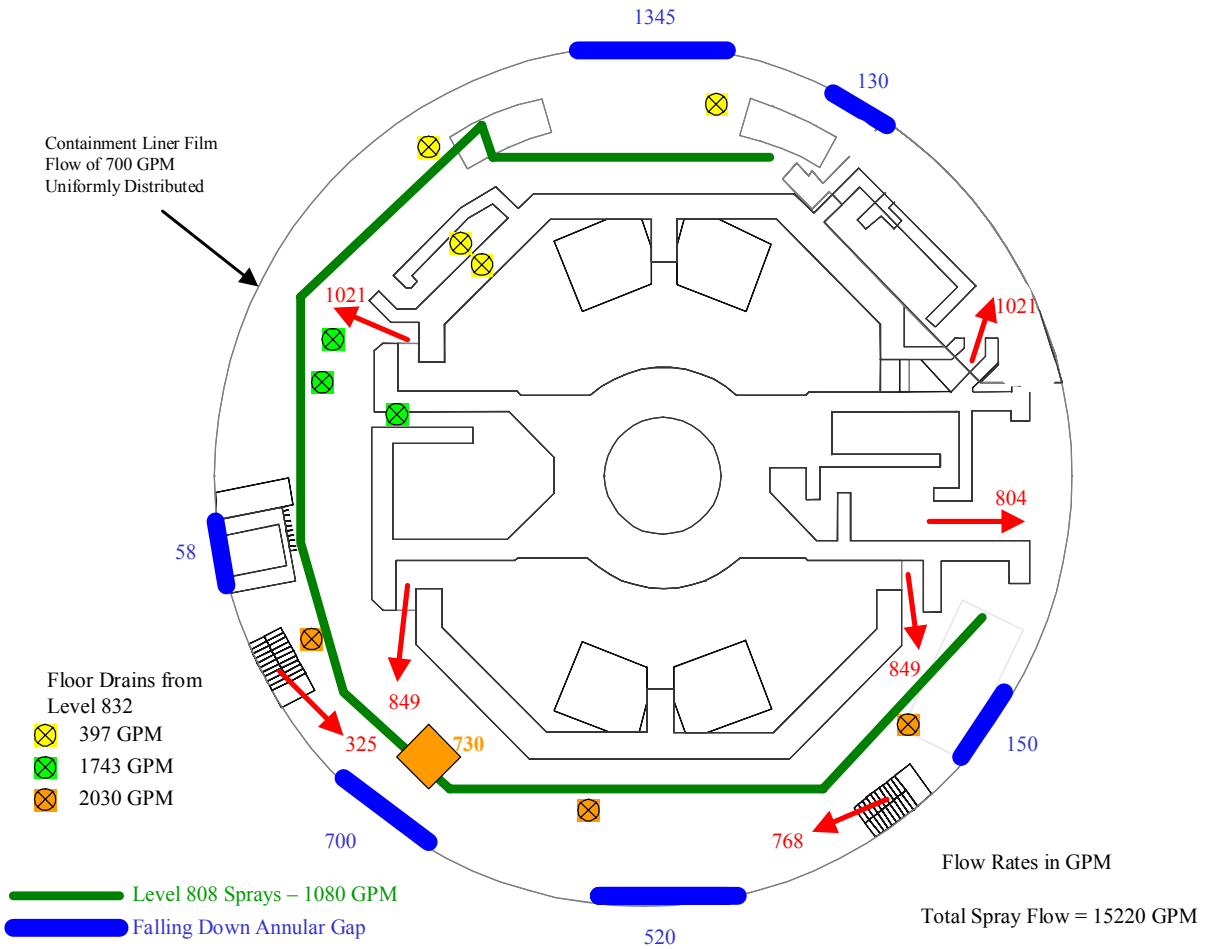 1345
130
Containment Liner Film
Flow of 700 GPM
Uniformly Distributed
1021
1021
804
58
849
849
Floor Drains from
Level 832
397 GPM
1743 GPM
2030 GPM
325
730
150
700
768
Flow Rates in GPM
Level 808 Sprays – 1080 GPM
Total Spray Flow = 15220 GPM
Falling Down Annular Gap
520